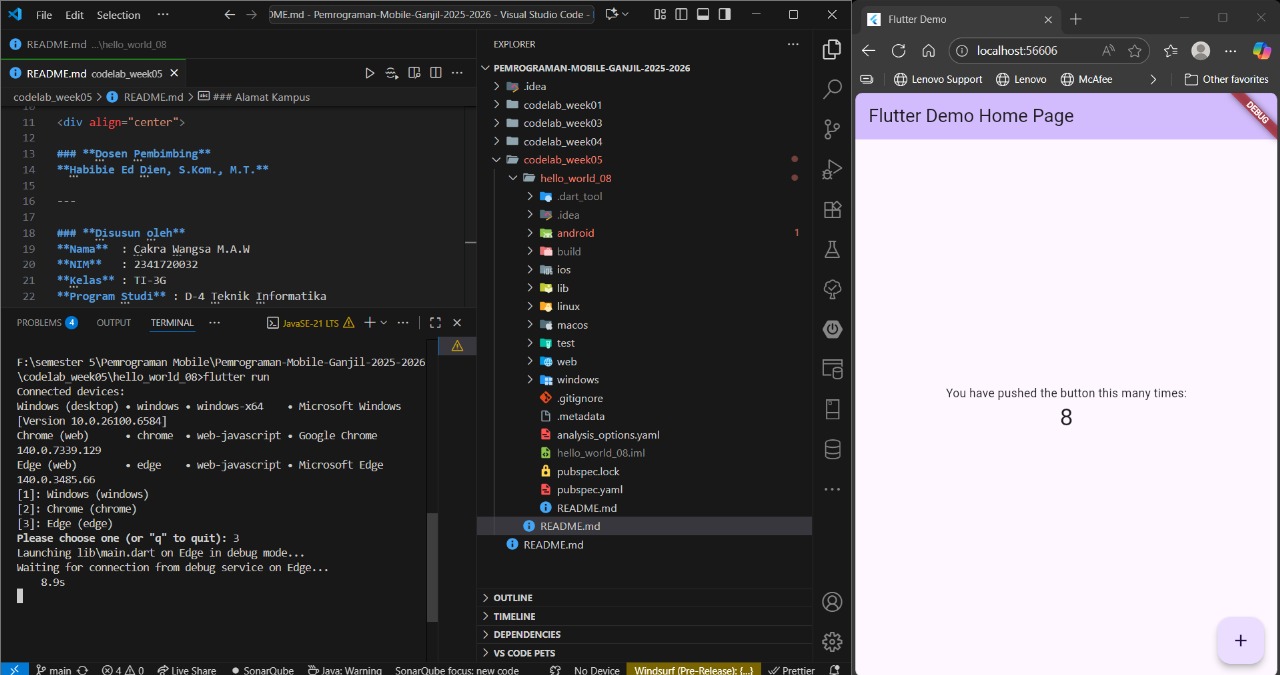 File Edit Selection ··· DME.md - Pemrograman-Mobile-Ganjil-2025-2026 - Visual Studio Code -
README.md ...\hello_world_08
README.md codelab_week05
codelab_week05 > README.md > ### Alamat Kampus
11 <div align="center">
12
13 ### **Dosen Pembimbing**
14 **Habibie Ed Dien, S.Kom., M.T.**
15
16 ---
17
18 ### **Disusun oleh**
19 **Nama** : Cakra Wangsa M.A.W
20 **NIM** : 2341720032
21 **Kelas** : TI-3G
22 **Program Studi** : D-4 Teknik Informatika
PROBLEMS 4 OUTPUT TERMINAL ··· JavaSE-21 LTS
F:\semester 5\Pemrograman Mobile\Pemrograman-Mobile-Ganjil-2025-2026
\codelab_week05\hello_world_08>flutter run
Connected devices:
Windows (desktop) • windows • windows-x64 • Microsoft Windows
[Version 10.0.26100.6584]
Chrome (web) • chrome • web-javascript • Google Chrome
140.0.7339.129
Edge (web) • edge • web-javascript • Microsoft Edge
140.0.3485.66
[1]: Windows (windows)
[2]: Chrome (chrome)
[3]: Edge (edge)
Please choose one (or "q" to quit): 3
Launching lib\main.dart on Edge in debug mode...
Waiting for connection from debug service on Edge...
8.9s
EXPLORER
PEMROGRAMAN-MOBILE-GANJIL-2025-2026
.idea
codelab_week01
codelab_week03
codelab_week04
codelab_week05
hello_world_08
.dart_tool
.idea
android 1
build
ios
lib
linux
macos
test
web
windows
.gitignore
.metadata
analysis_options.yaml
hello_world_08.iml
pubspec.lock
pubspec.yaml
README.md
README.md
README.md
OUTLINE
TIMELINE
DEPENDENCIES
VS CODE PETS
main 4 0 Live Share SonarQube Java: Warning SonarQube focus: new code No Device Windsurf (Pre-Release): {...} Prettier
Flutter Demo
localhost:56606
Lenovo Support Lenovo McAfee Other favorites
Flutter Demo Home Page
DEBUG
You have pushed the button this many times:
8
+